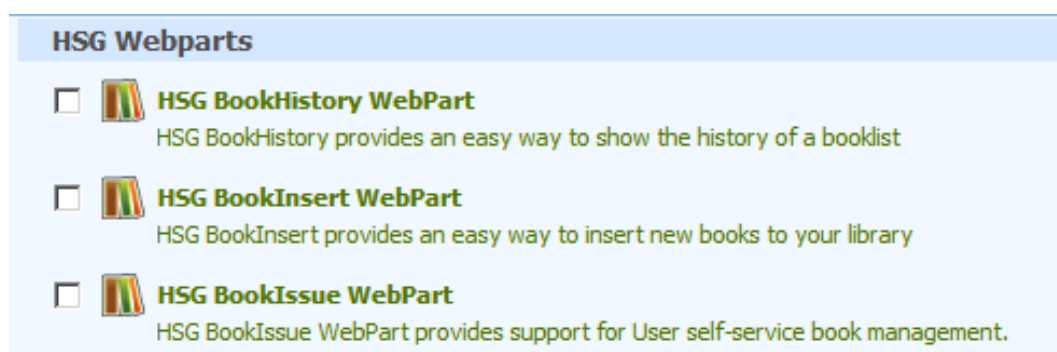 HSG Webparts
HSG BookHistory WebPart
HSG BookHistory provides an easy way to show the history of a booklist
HSG BookInsert WebPart
HSG BookInsert provides an easy way to insert new books to your library
HSG BookIssue WebPart
HSG BookIssue WebPart provides support for User self-service book management.